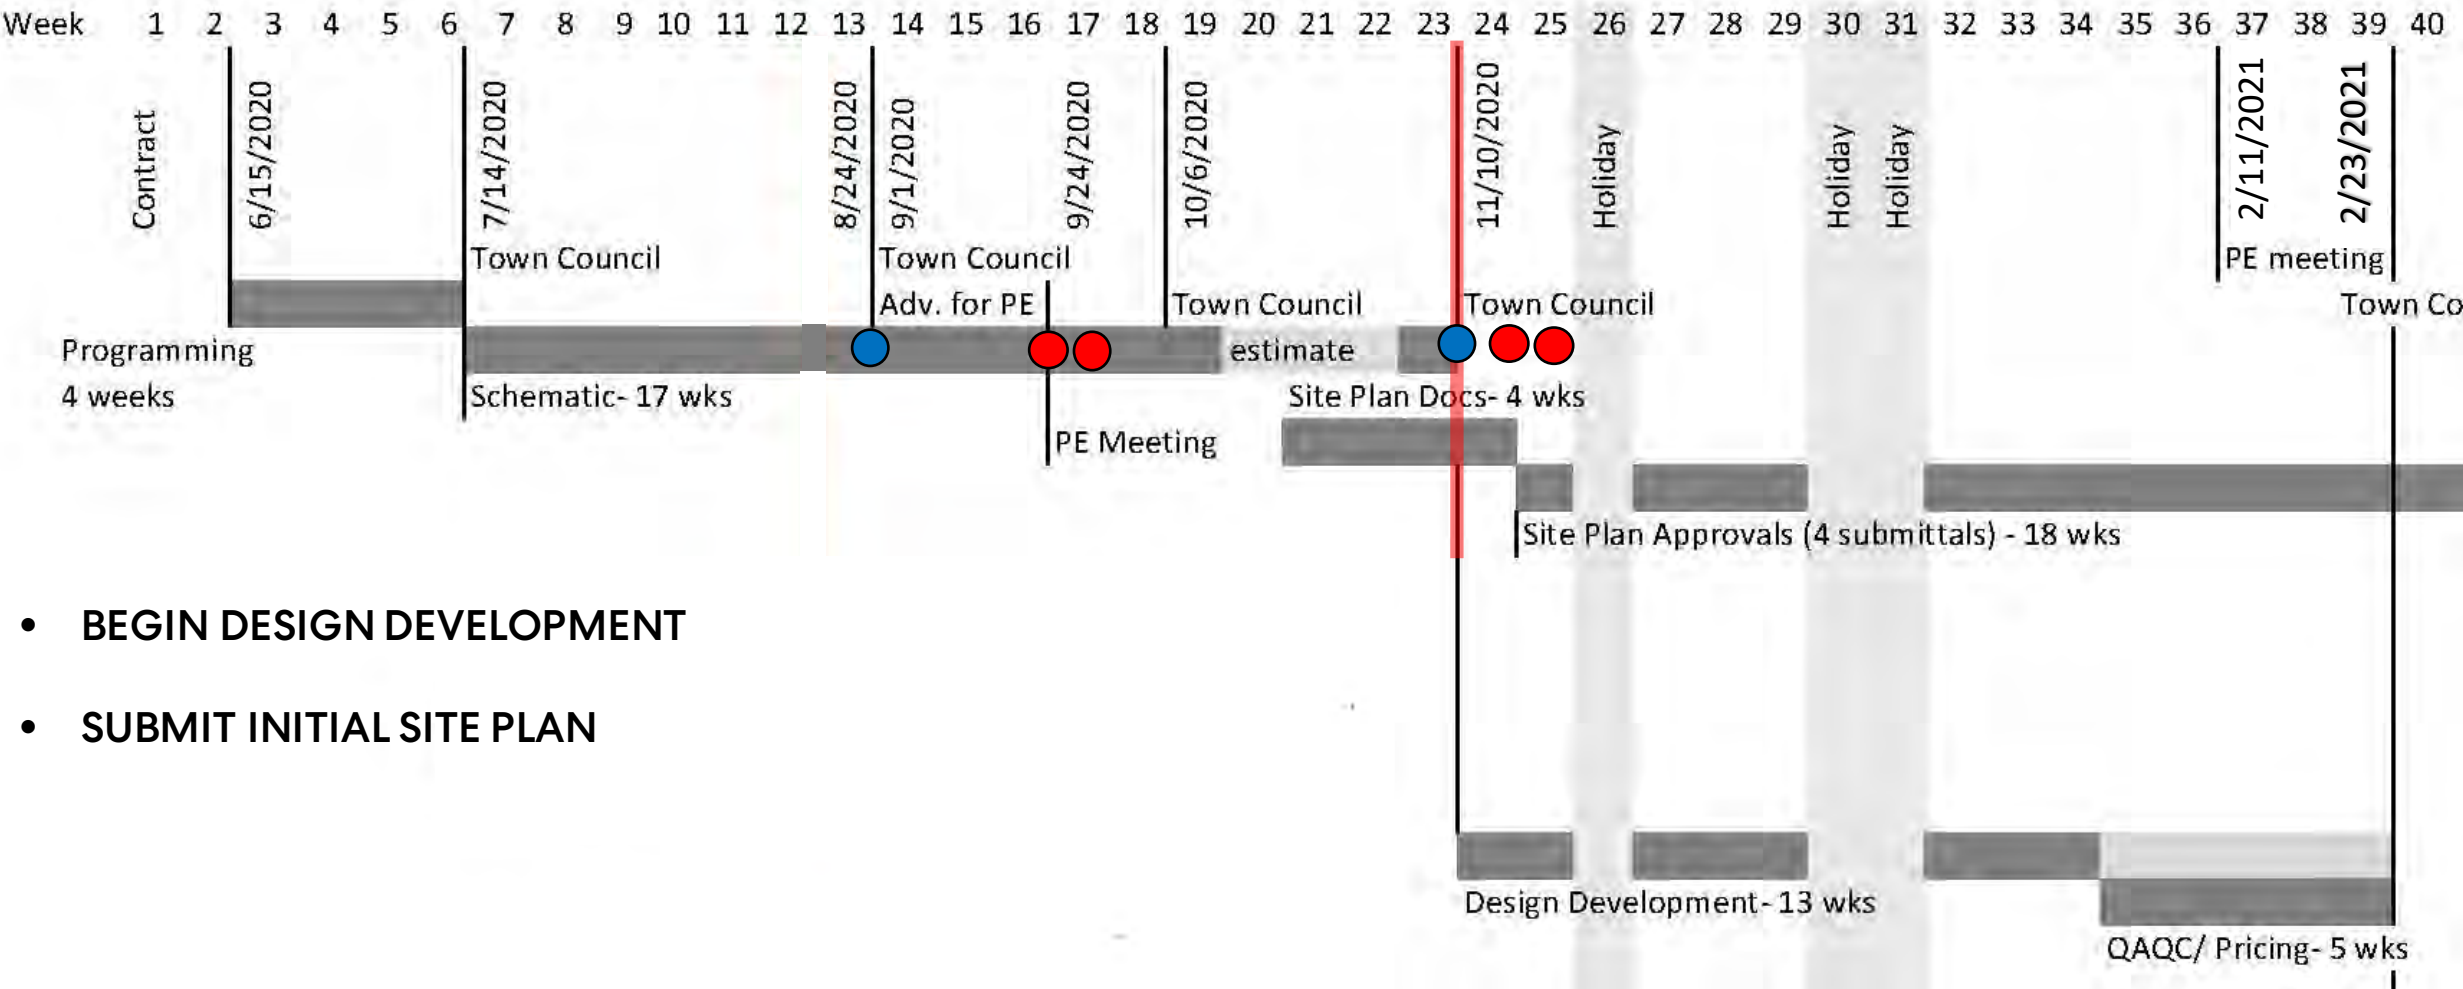 Week 1 2 3 4 5 6 7 8 9 10 11 12 13 14 15 16 17 18 19 20 21 22 23 24 25 26 27 28 29 30 31 32 33 34 35 36 37 38 39 40
Contract
6/15/2020
7/14/2020
8/24/2020
9/1/2020
9/24/2020
10/6/2020
11/10/2020
Holiday
Holiday
Holiday
2/11/2021
2/23/2021
Town Council
Town Council
PE meeting
Adv. for PE
Town Council
Town Council
Town Co
Programming
estimate
4 weeks
Schematic- 17 wks
Site Plan Docs- 4 wks
PE Meeting
Site Plan Approvals (4 submittals) - 18 wks
• BEGIN DESIGN DEVELOPMENT
• SUBMIT INITIAL SITE PLAN
Design Development- 13 wks
QAQC/ Pricing- 5 wks